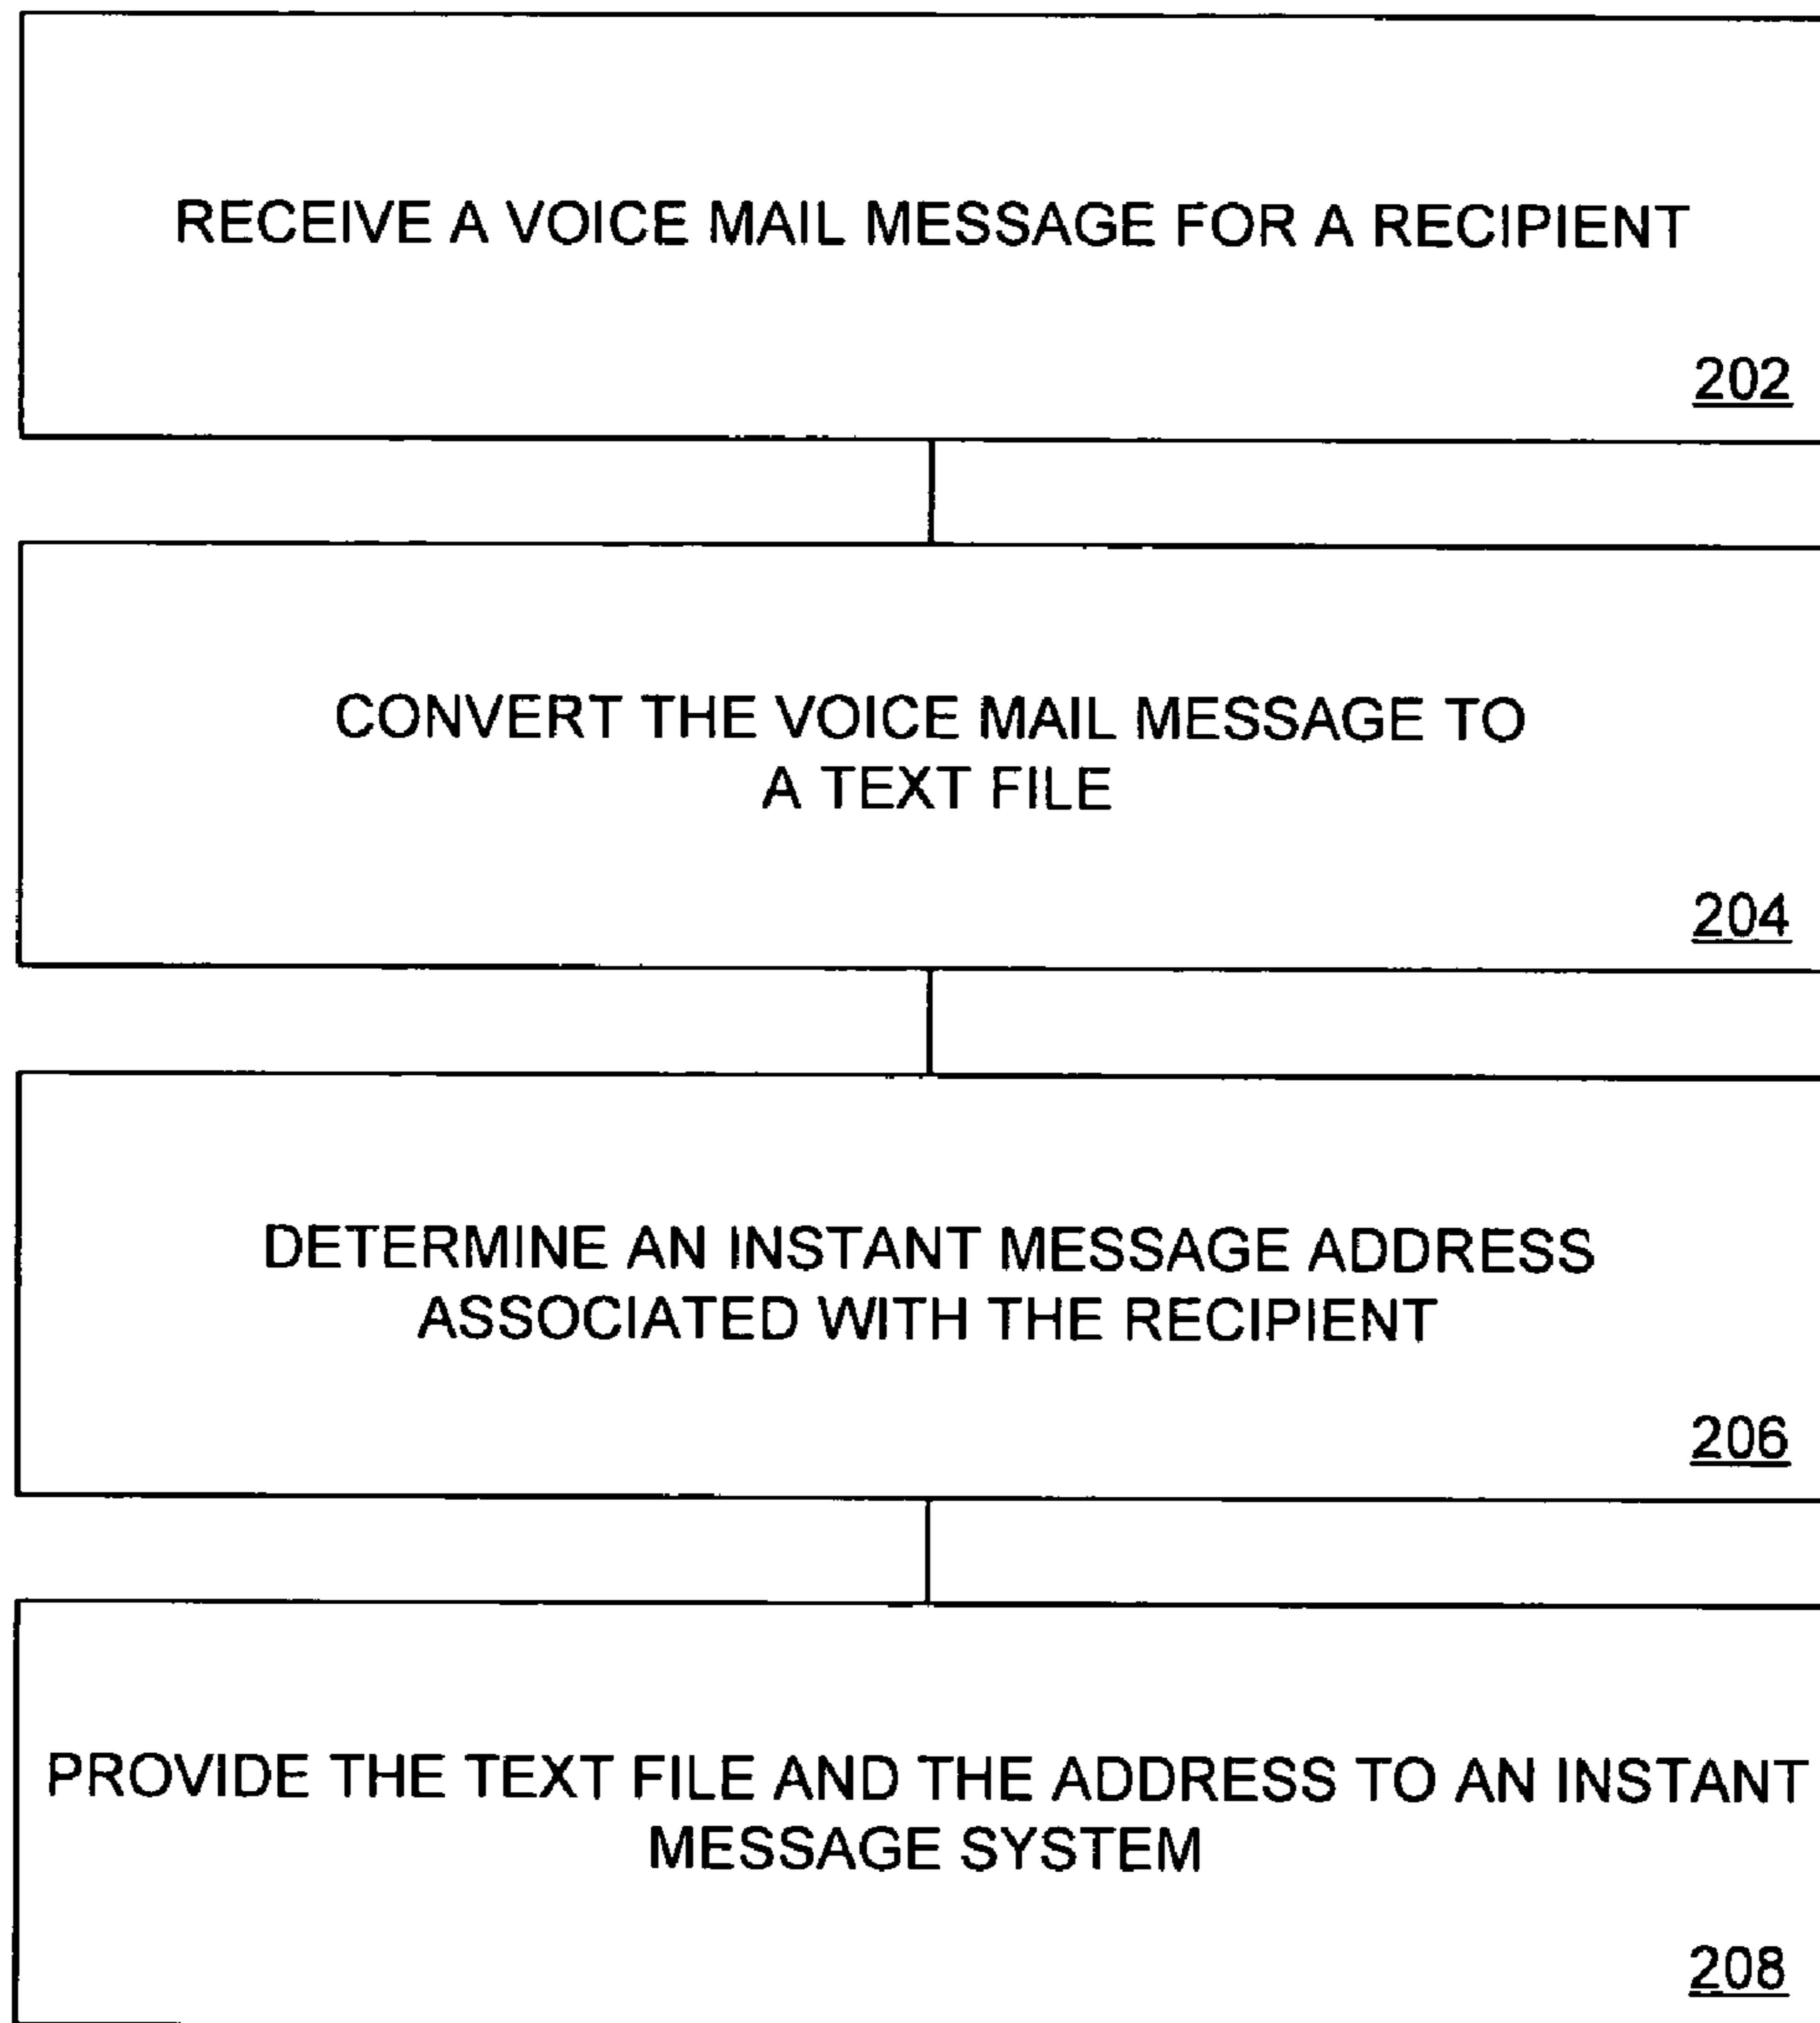 RECEIVE A VOICE MAIL MESSAGE FOR A RECIPIENT
202
CONVERT THE VOICE MAIL MESSAGE TO
A TEXT FILE
204
DETERMINE AN INSTANT MESSAGE ADDRESS
ASSOCIATED WITH THE RECIPIENT
206
PROVIDE THE TEXT FILE AND THE ADDRESS TO AN INSTANT
MESSAGE SYSTEM
208